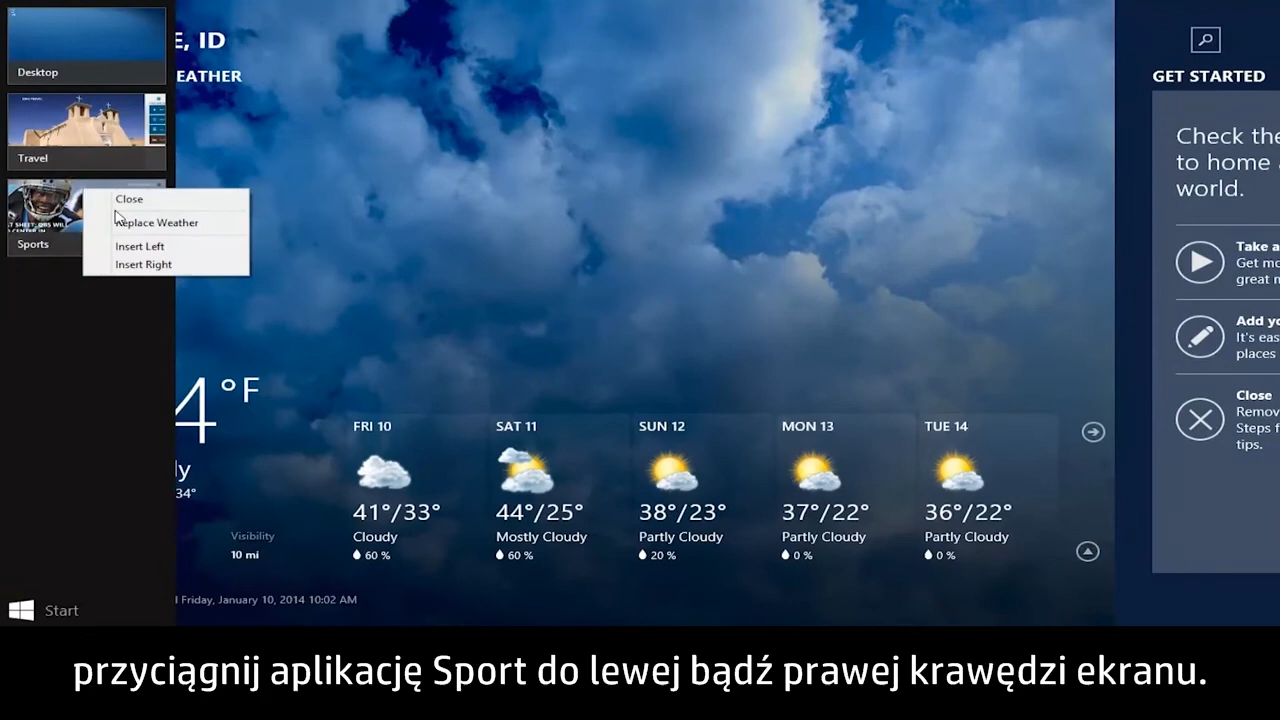 Desktop
Travel
Sports
Close
Replace Weather
Insert Left
Insert Right
Start
E, ID
EATHER
4°F
ly
34°
Visibility
10 mi
FRI 10
41°/33°
Cloudy
60 %
SAT 11
44°/25°
Mostly Cloudy
60 %
SUN 12
38°/23°
Partly Cloudy
20 %
MON 13
37°/22°
Partly Cloudy
0 %
TUE 14
36°/22°
Partly Cloudy
0 %
Friday, January 10, 2014 10:02 AM
GET STARTED
Check the
to home
world.
Take a
Get mo
great m
Add yo
It's eas
places
Close
Remov
Steps f
tips.
przyciągnij aplikację Sport do lewej bądź prawej krawędzi ekranu.